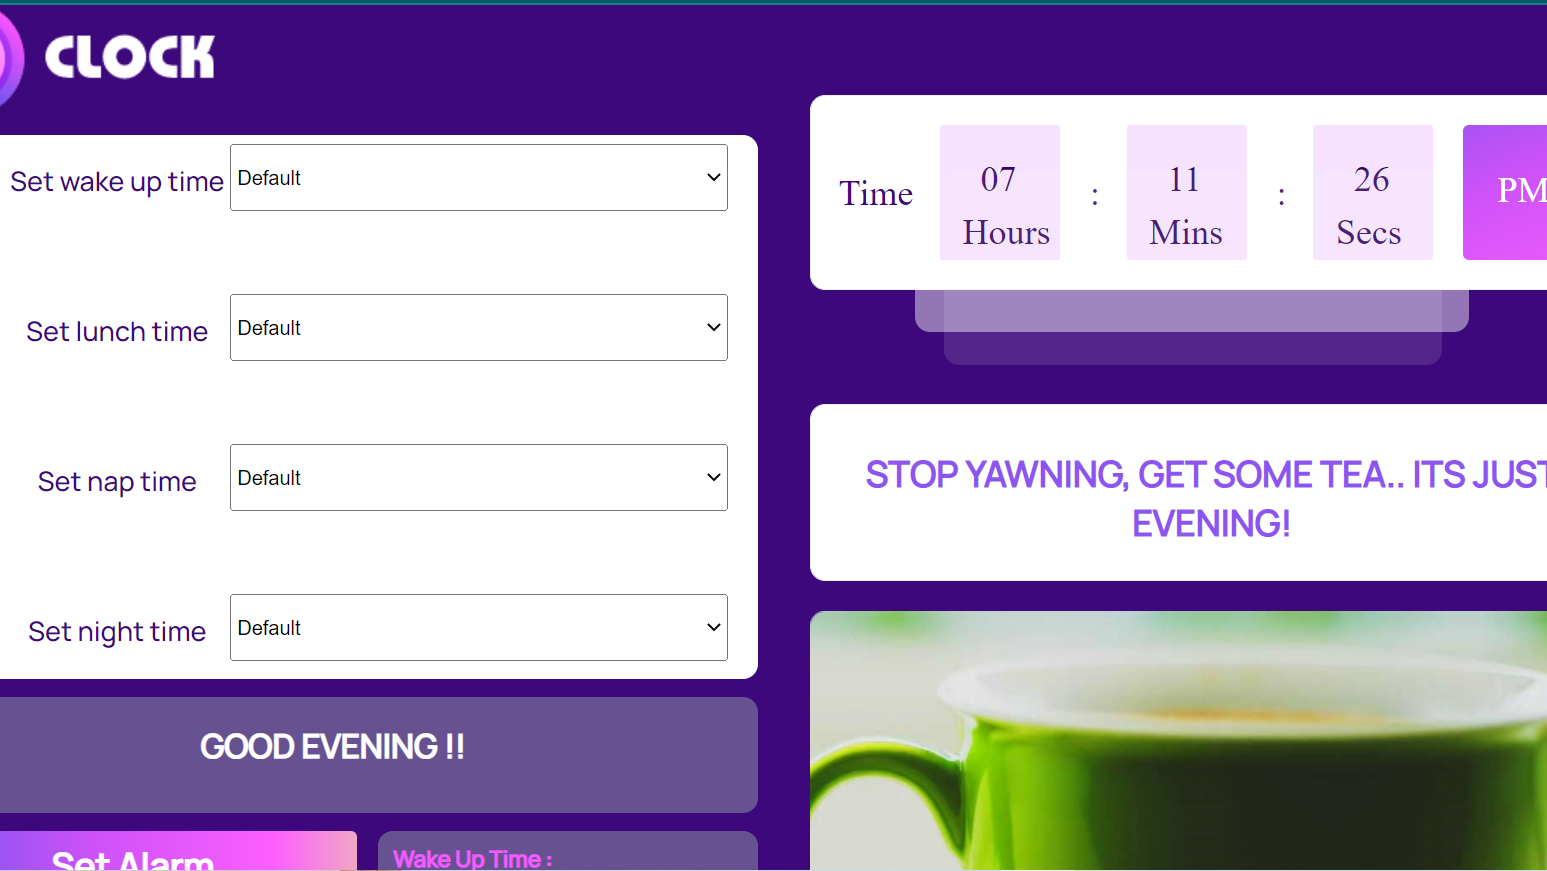 CLOCK
Set wake up time Default
Set lunch time Default
Set nap time Default
Set night time Default
GOOD EVENING !!
Set Alarm
Wake Up Time :
Time 07 : 11 : 26 PM
Hours Mins Secs
STOP YAWNING, GET SOME TEA.. ITS JUST
EVENING!